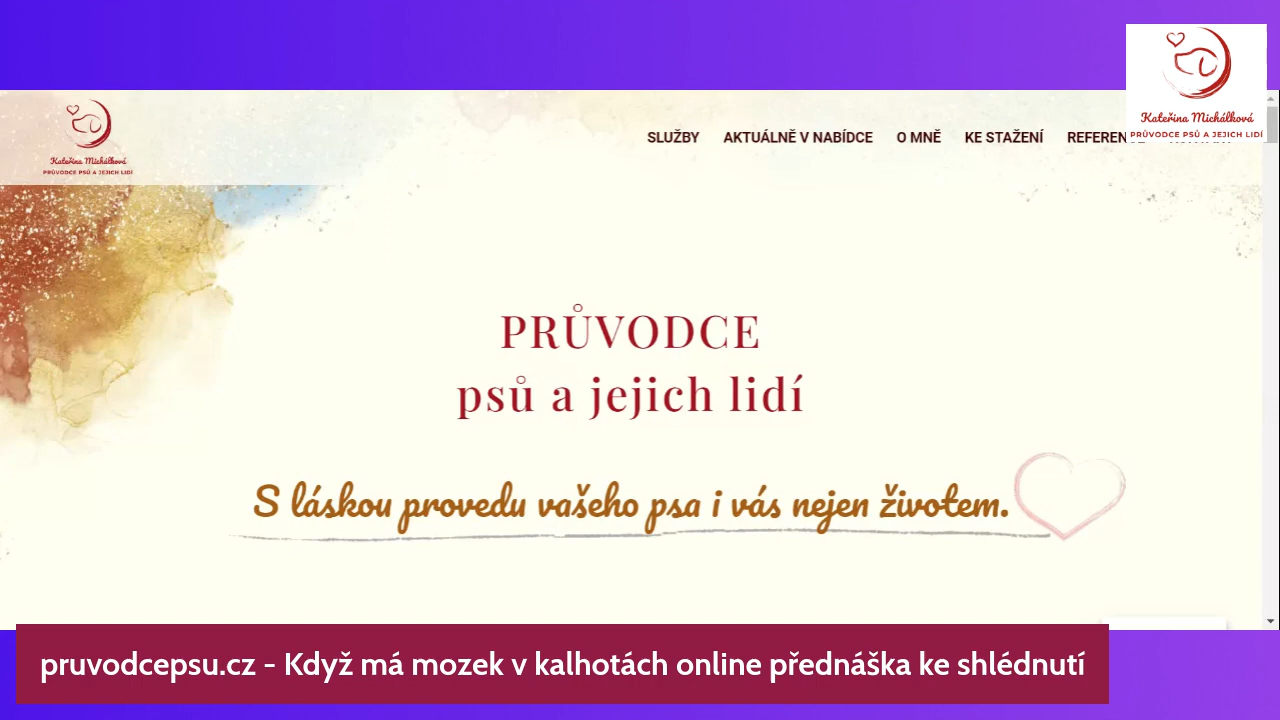 Kateřina Michálková
PRŮVODCE PSŮ A JEJICH LIDÍ
SLUŽBY AKTUÁLNĚ V NABÍDCE O MNĚ KE STAŽENÍ
Kateřina Michálková
PRŮVODCE PSŮ A JEJICH LIDÍ
PRŮVODCE
psů a jejich lidí
S láskou provedu vašeho psa i vás nejen životem.
pruvodcepsu.cz - Když má mozek v kalhotách online přednáška ke shlédnutí